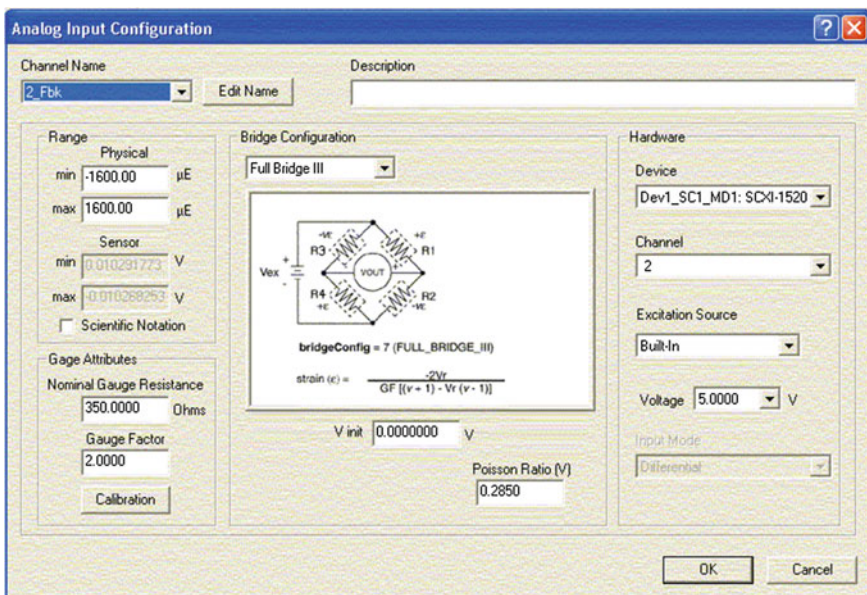 Analog Input Configuration
Channel Name
2_Fbk
Edit Name
Description
Range
Physical
min -1600.00 µE
max 1600.00 µE
Sensor
min 0.010291773 V
max -0.010268253 V
Scientific Notation
Gage Attributes
Nominal Gauge Resistance
350.0000 Ohms
Gauge Factor
2.0000
Calibration
Bridge Configuration
Full Bridge III
-νε
+ε
R3
R1
Vex
+
-
VOUT
R4
R2
+ε
-νε
bridgeConfig = 7 (FULL_BRIDGE_III)
strain (ε) = -2Vr
GF [(ν + 1) - Vr (ν - 1)]
V init 0.0000000 V
Poisson Ratio (V)
0.2850
Hardware
Device
Dev1_SC1_MD1: SCXI-1520
Channel
2
Excitation Source
Built-In
Voltage 5.0000 V
Input Mode
Differential
OK
Cancel